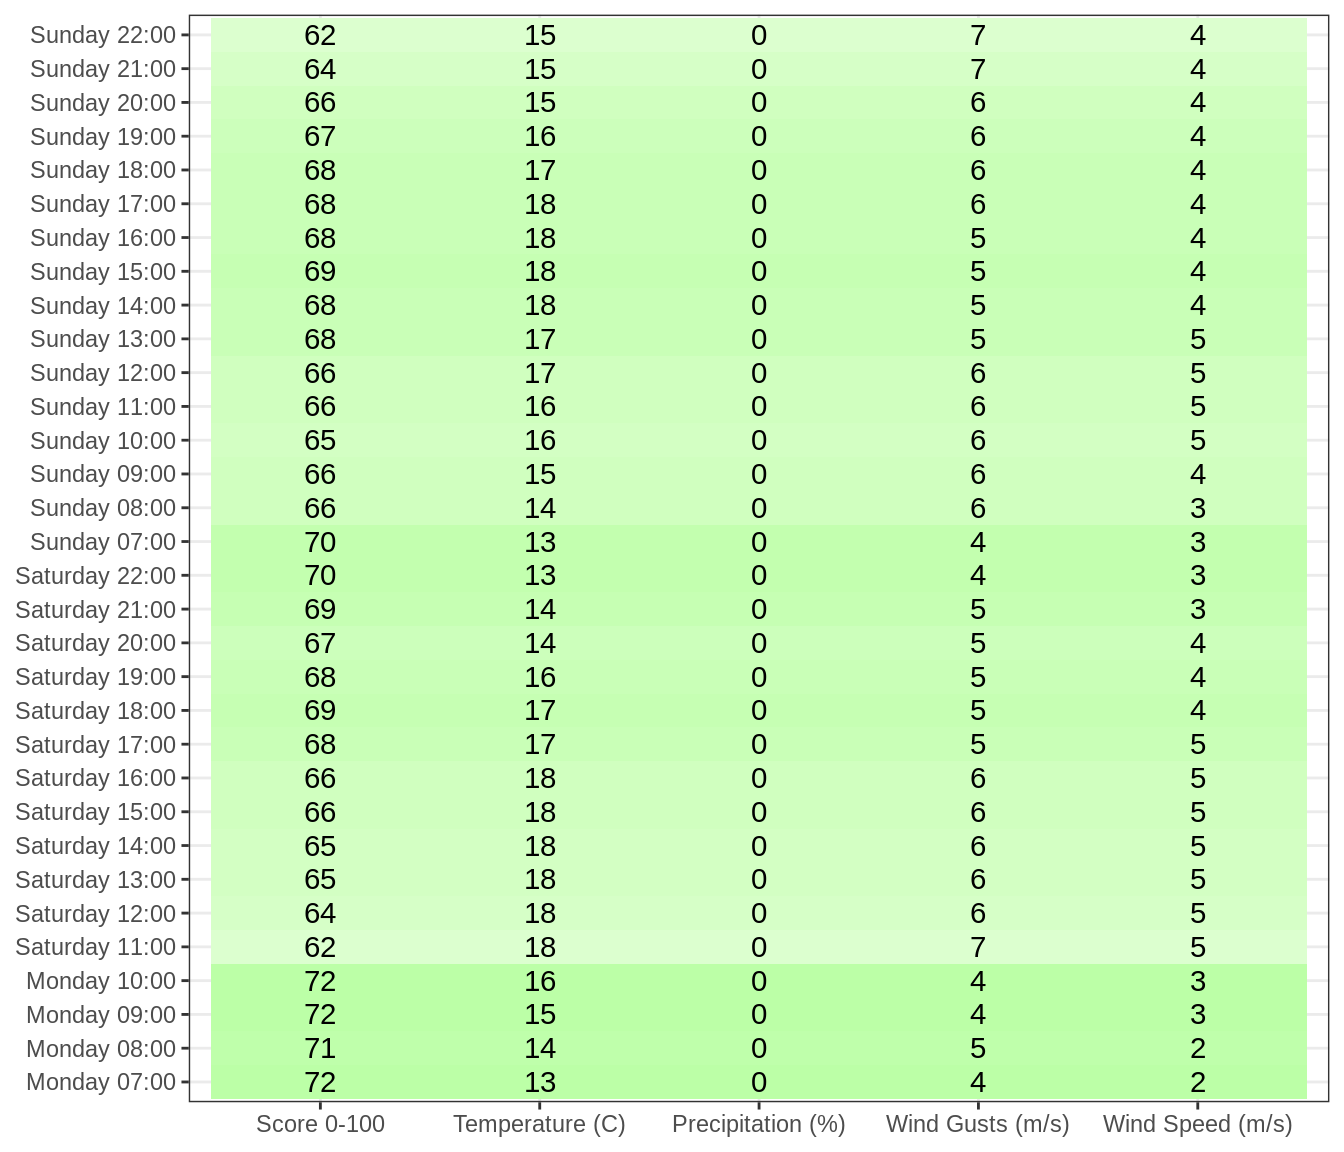 Sunday 22:00 62 15 0 7 4
Sunday 21:00 64 15 0 7 4
Sunday 20:00 66 15 0 6 4
Sunday 19:00 67 16 0 6 4
Sunday 18:00 68 17 0 6 4
Sunday 17:00 68 18 0 6 4
Sunday 16:00 68 18 0 5 4
Sunday 15:00 69 18 0 5 4
Sunday 14:00 68 18 0 5 4
Sunday 13:00 68 17 0 5 5
Sunday 12:00 66 17 0 6 5
Sunday 11:00 66 16 0 6 5
Sunday 10:00 65 16 0 6 5
Sunday 09:00 66 15 0 6 4
Sunday 08:00 66 14 0 6 3
Sunday 07:00 70 13 0 4 3
Saturday 22:00 70 13 0 4 3
Saturday 21:00 69 14 0 5 3
Saturday 20:00 67 14 0 5 4
Saturday 19:00 68 16 0 5 4
Saturday 18:00 69 17 0 5 4
Saturday 17:00 68 17 0 5 5
Saturday 16:00 66 18 0 6 5
Saturday 15:00 66 18 0 6 5
Saturday 14:00 65 18 0 6 5
Saturday 13:00 65 18 0 6 5
Saturday 12:00 64 18 0 6 5
Saturday 11:00 62 18 0 7 5
Monday 10:00 72 16 0 4 3
Monday 09:00 72 15 0 4 3
Monday 08:00 71 14 0 5 2
Monday 07:00 72 13 0 4 2
Score 0-100 Temperature (C) Precipitation (%) Wind Gusts (m/s) Wind Speed (m/s)